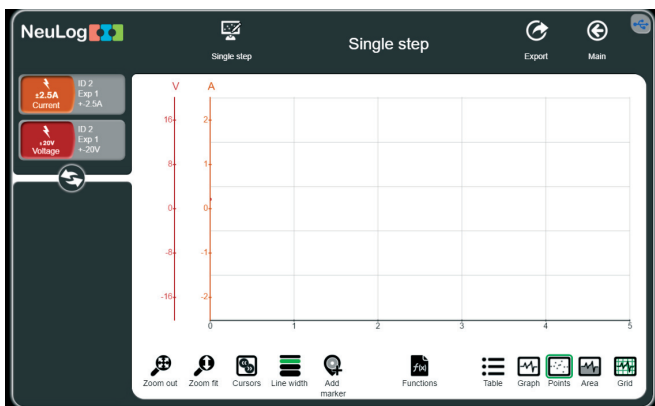 NeuLog
Single step
Single step
Export
Main
±2.5A
Current
ID 2
Exp 1
+-2.5A
±20V
Voltage
ID 2
Exp 1
+-20V
V
A
16
8
0
-8
-16
2
1
0
-1
-2
0 1 2 3 4 5
Zoom out
Zoom fit
Cursors
Line width
Add
marker
f(x)
Functions
Table
Graph
Points
Area
Grid